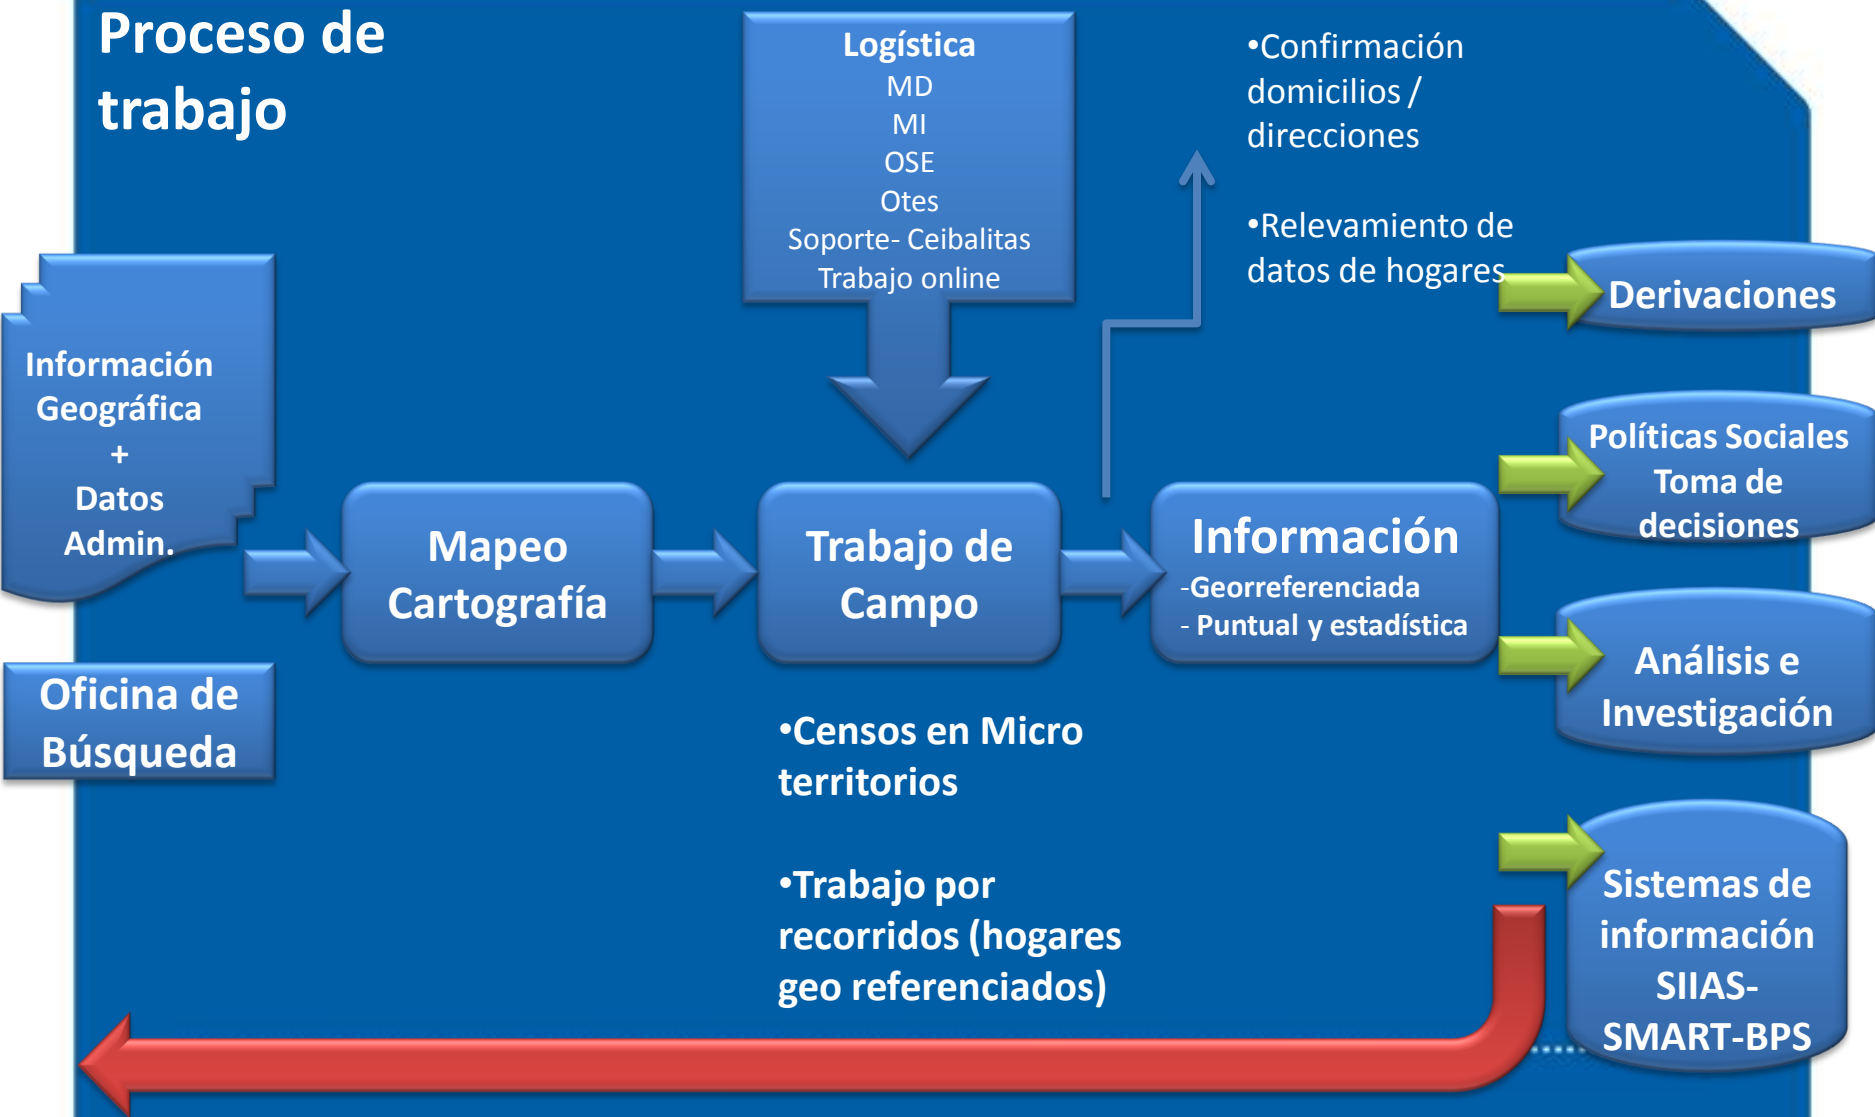 Proceso de
trabajo
Logística
MD
MI
OSE
Otes
Soporte- Ceibalitas
Trabajo online
•Confirmación
domicilios /
direcciones
•Relevamiento de
datos de hogares
Información
Geográfica
+
Datos
Admin.
Oficina de
Búsqueda
Mapeo
Cartografía
Trabajo de
Campo
•Censos en Micro
territorios
•Trabajo por
recorridos (hogares
geo referenciados)
Información
-Georreferenciada
- Puntual y estadística
Derivaciones
Políticas Sociales
Toma de
decisiones
Análisis e
Investigación
Sistemas de
información
SIIAS-
SMART-BPS